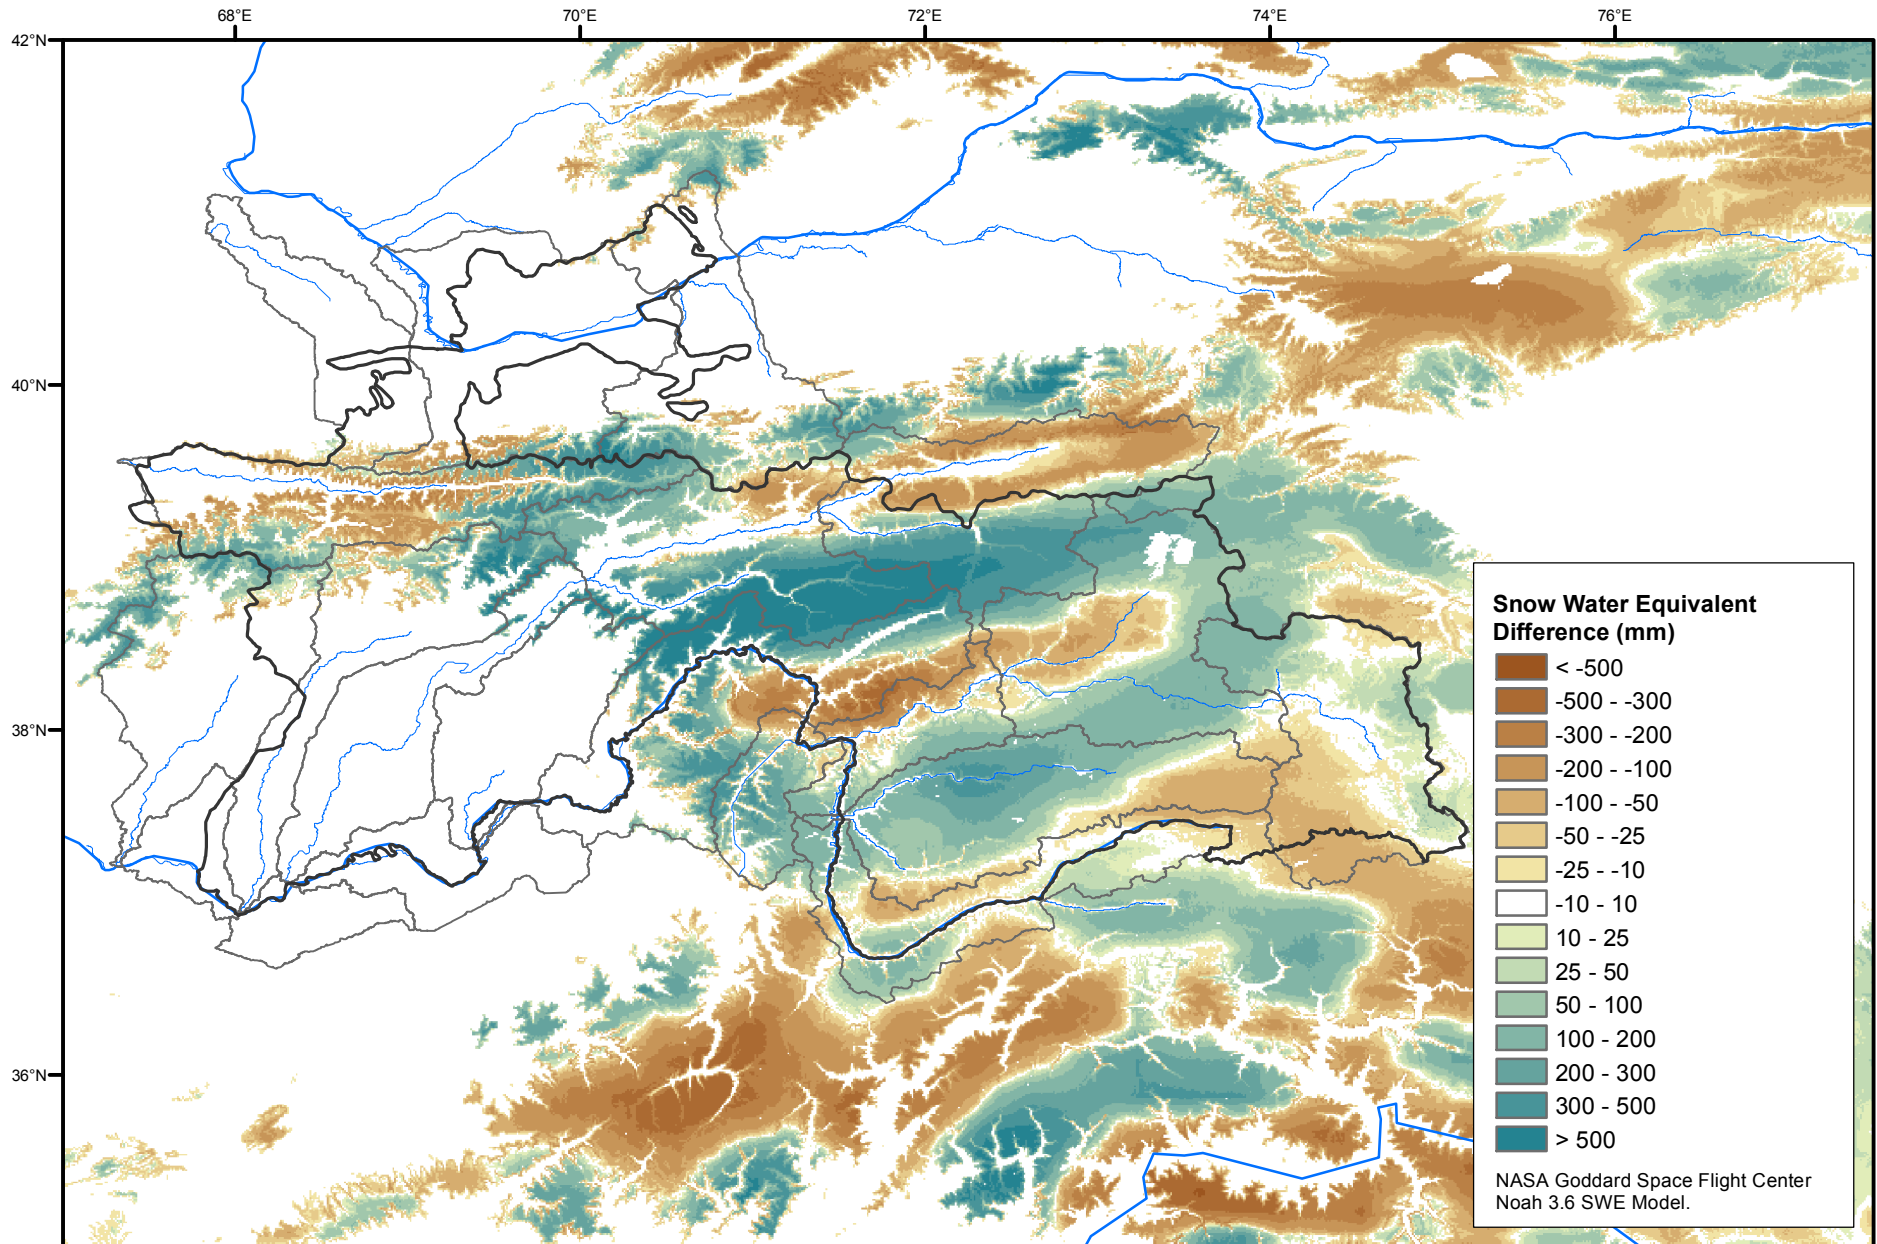 68°E
70°E
72°E
74°E
76°E
42°N
40°N
38°N
36°N
Snow Water Equivalent
Difference (mm)
< -500
-500 - -300
-300 - -200
-200 - -100
-100 - -50
-50 - -25
-25 - -10
-10 - 10
10 - 25
25 - 50
50 - 100
100 - 200
200 - 300
300 - 500
> 500
NASA Goddard Space Flight Center
Noah 3.6 SWE Model.